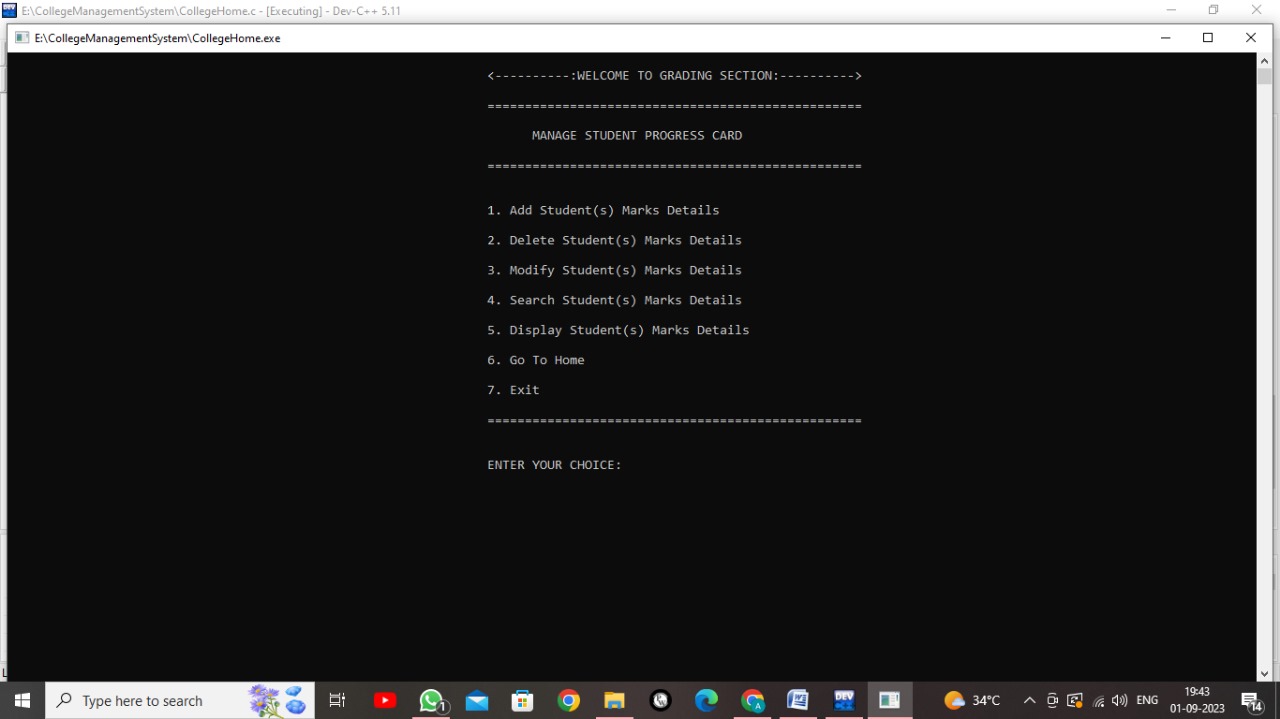 E:\CollegeManagementSystem\CollegeHome.c - [Executing] - Dev-C++ 5.11
E:\CollegeManagementSystem\CollegeHome.exe
<----------:WELCOME TO GRADING SECTION:---------->
==================================================
MANAGE STUDENT PROGRESS CARD
==================================================
1. Add Student(s) Marks Details
2. Delete Student(s) Marks Details
3. Modify Student(s) Marks Details
4. Search Student(s) Marks Details
5. Display Student(s) Marks Details
6. Go To Home
7. Exit
==================================================
ENTER YOUR CHOICE:
Type here to search
1
DEV
34°C
ENG
19:43
01-09-2023
14